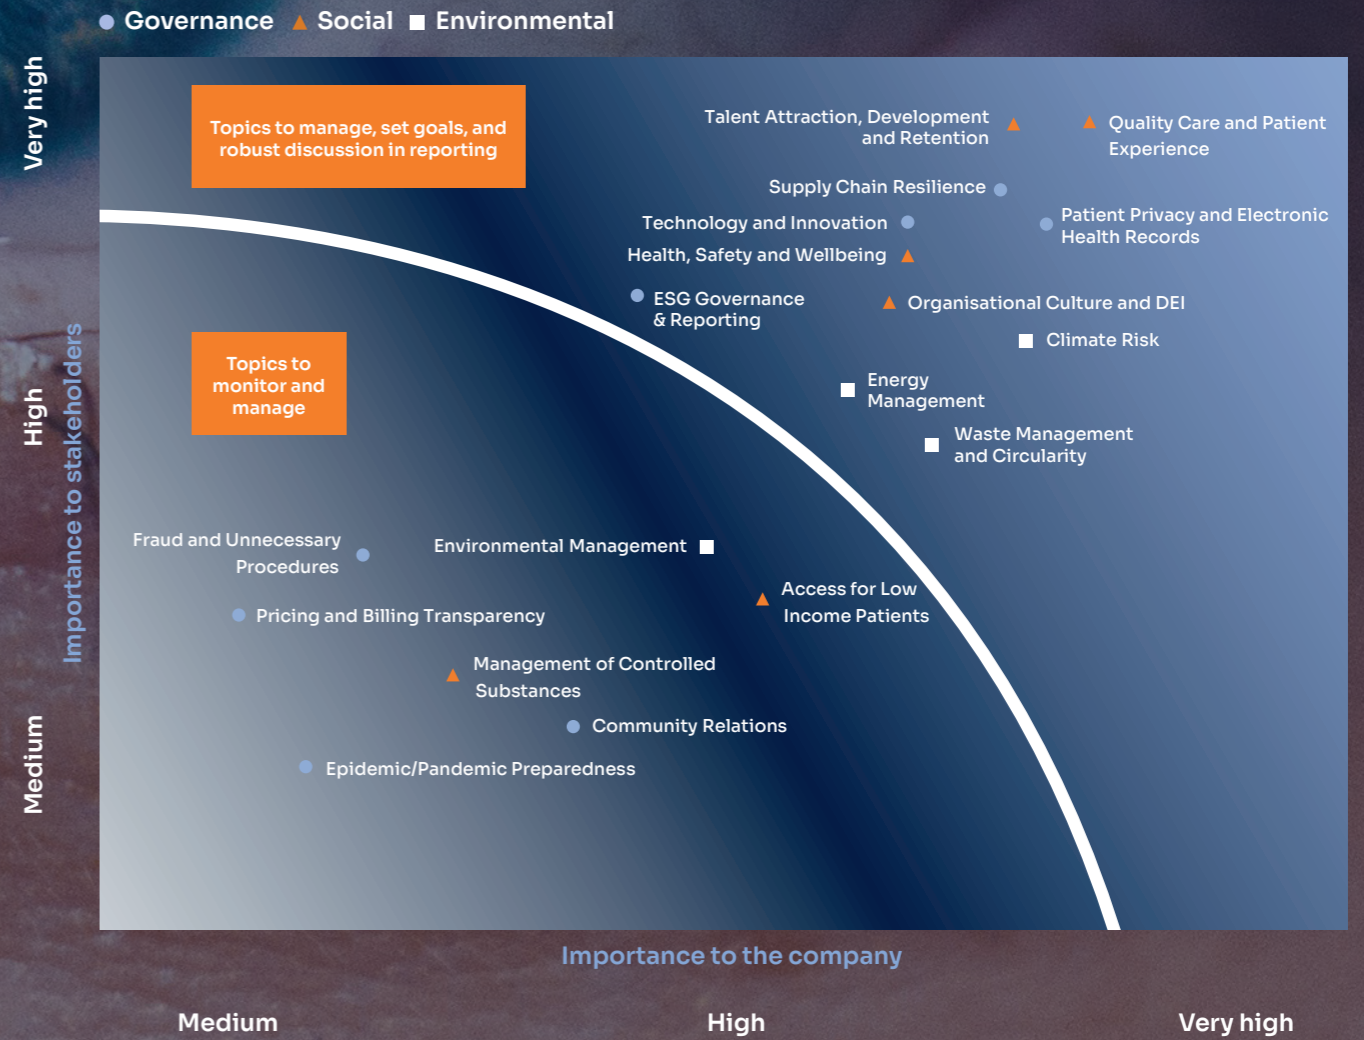 Governance
Social
Environmental
Very high
High
Medium
Importance to stakeholders
Topics to manage, set goals, and
robust discussion in reporting
Talent Attraction, Development
and Retention
Quality Care and Patient
Experience
Supply Chain Resilience
Technology and Innovation
Patient Privacy and Electronic
Health Records
Health, Safety and Wellbeing
ESG Governance
& Reporting
Organisational Culture and DEI
Climate Risk
Topics to
monitor and
manage
Energy
Management
Waste Management
and Circularity
Fraud and Unnecessary
Procedures
Environmental Management
Access for Low
Income Patients
Pricing and Billing Transparency
Management of Controlled
Substances
Community Relations
Epidemic/Pandemic Preparedness
Importance to the company
Medium
High
Very high